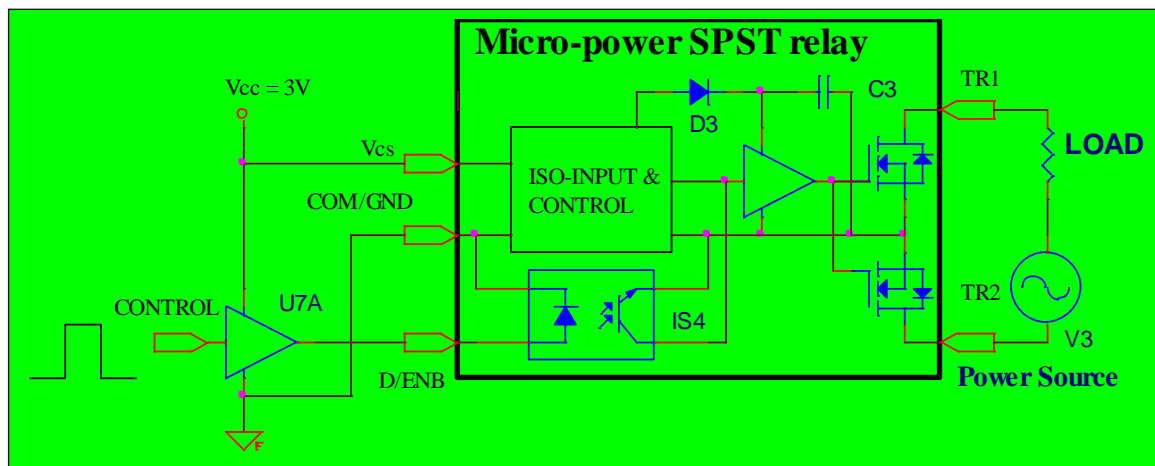 Micro-power SPST relay
Vcc = 3V
TR1
C3
D3
Vcs
LOAD
ISO-INPUT &
CONTROL
COM/GND
CONTROL
U7A
IS4
TR2
V3
D/ENB
Power Source
F